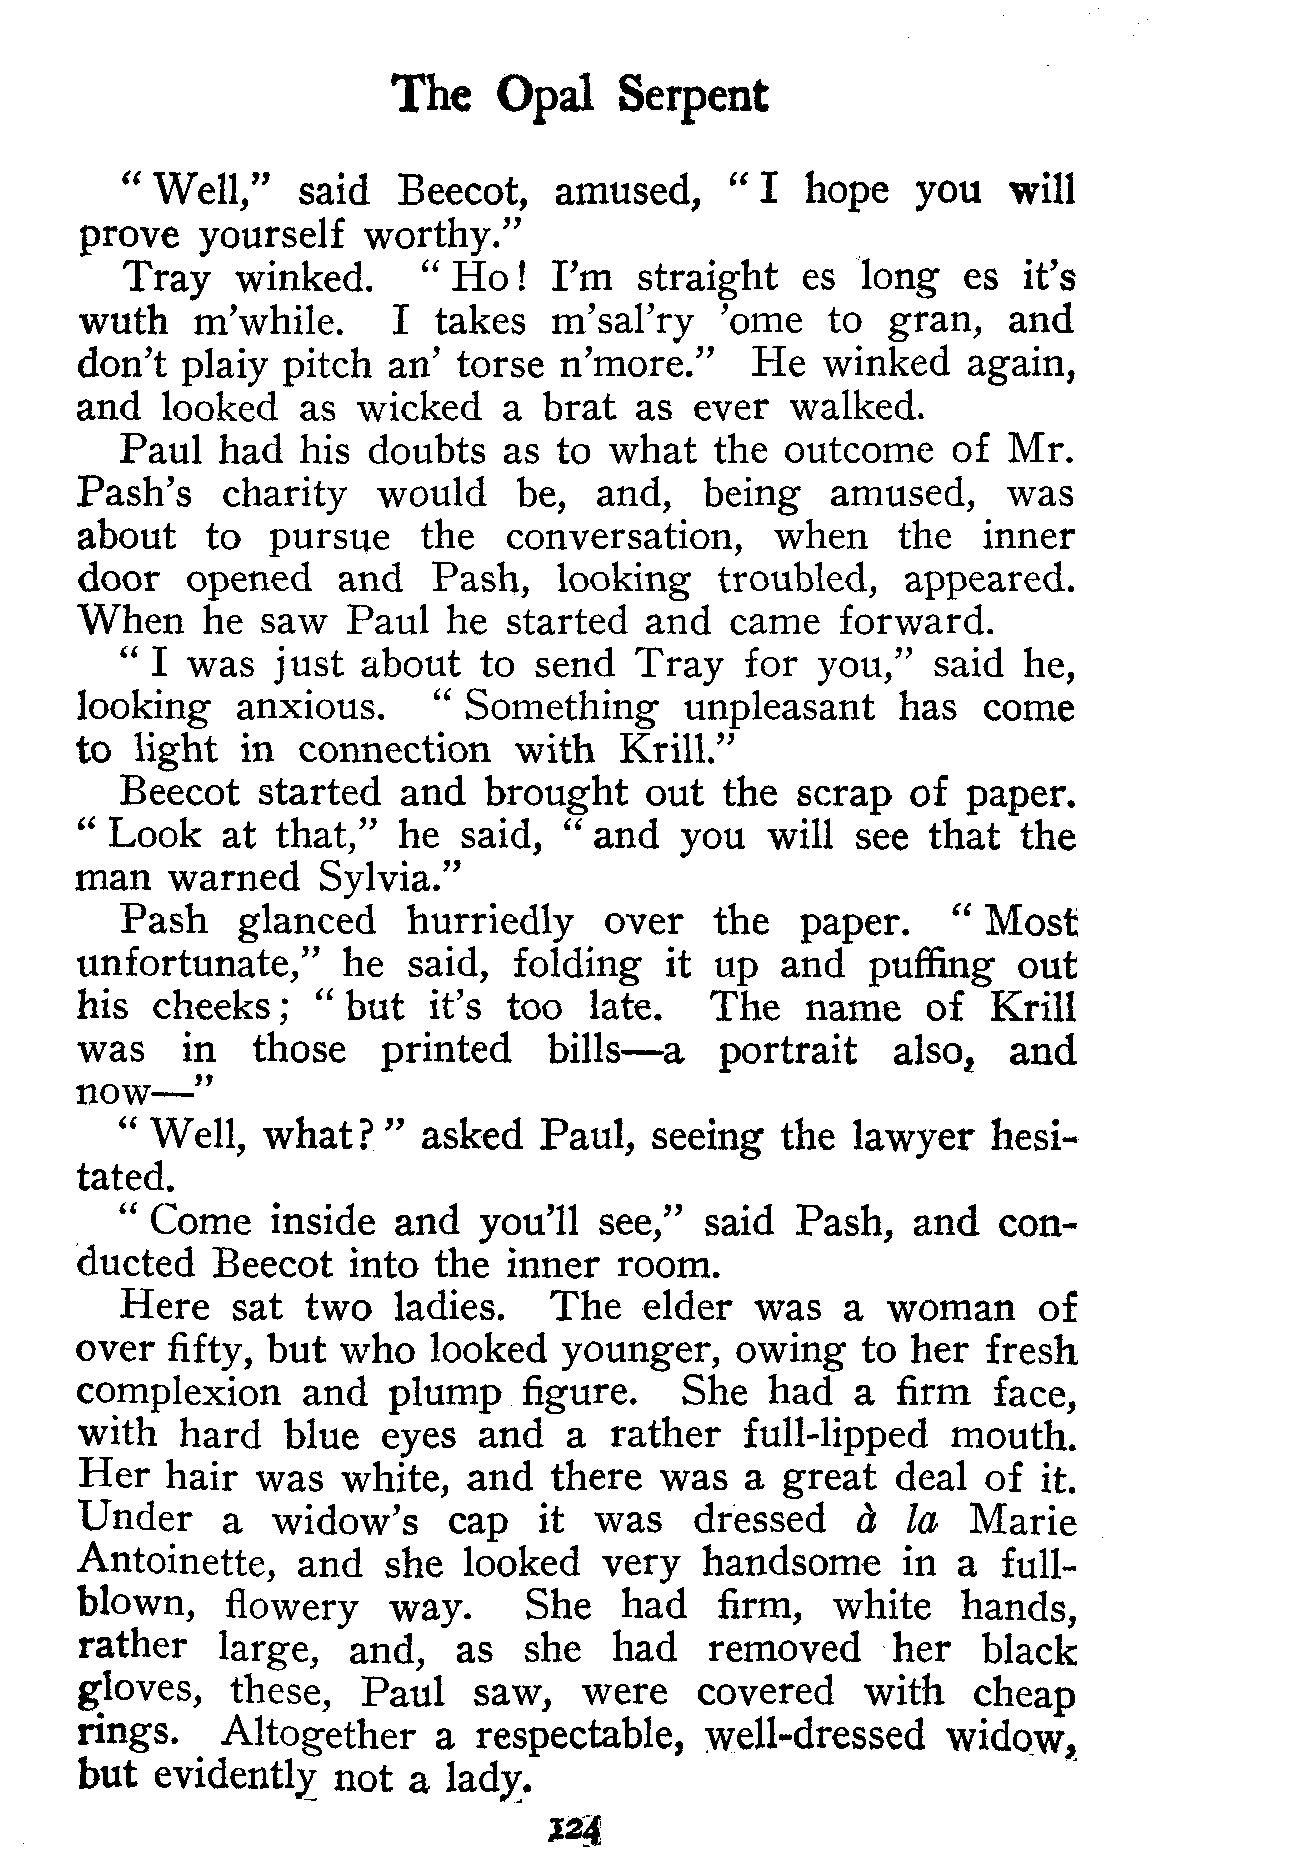 The Opal Serpent
“ Well,” said Beecot, amused, “ I hope you will
prove yourself worthy.”
Tray winked. “ Ho! I'm straight es long es it's
wuth m'while. I takes m'sal'ry 'ome to gran, and
don't plaiy pitch an' torse n'more.” He winked again,
and looked as wicked a brat as ever walked.
Paul had his doubts as to what the outcome of Mr.
Pash's charity would be, and, being amused, was
about to pursue the conversation, when the inner
door opened and Pash, looking troubled, appeared.
When he saw Paul he started and came forward.
“ I was just about to send Tray for you,” said he,
looking anxious. “ Something unpleasant has come
to light in connection with Krill.”
Beecot started and brought out the scrap of paper.
“ Look at that,” he said, “ and you will see that the
man warned Sylvia.”
Pash glanced hurriedly over the paper. “ Most
unfortunate,” he said, folding it up and puffing out
his cheeks; “ but it's too late. The name of Krill
was in those printed bills—a portrait also, and
now—”
“ Well, what? ” asked Paul, seeing the lawyer hesi-
tated.
“ Come inside and you'll see,” said Pash, and con-
ducted Beecot into the inner room.
Here sat two ladies. The elder was a woman of
over fifty, but who looked younger, owing to her fresh
complexion and plump figure. She had a firm face,
with hard blue eyes and a rather full-lipped mouth.
Her hair was white, and there was a great deal of it.
Under a widow's cap it was dressed à la Marie
Antoinette, and she looked very handsome in a full-
blown, flowery way. She had firm, white hands,
rather large, and, as she had removed her black
gloves, these, Paul saw, were covered with cheap
rings. Altogether a respectable, well-dressed widow,
but evidently not a lady.
124